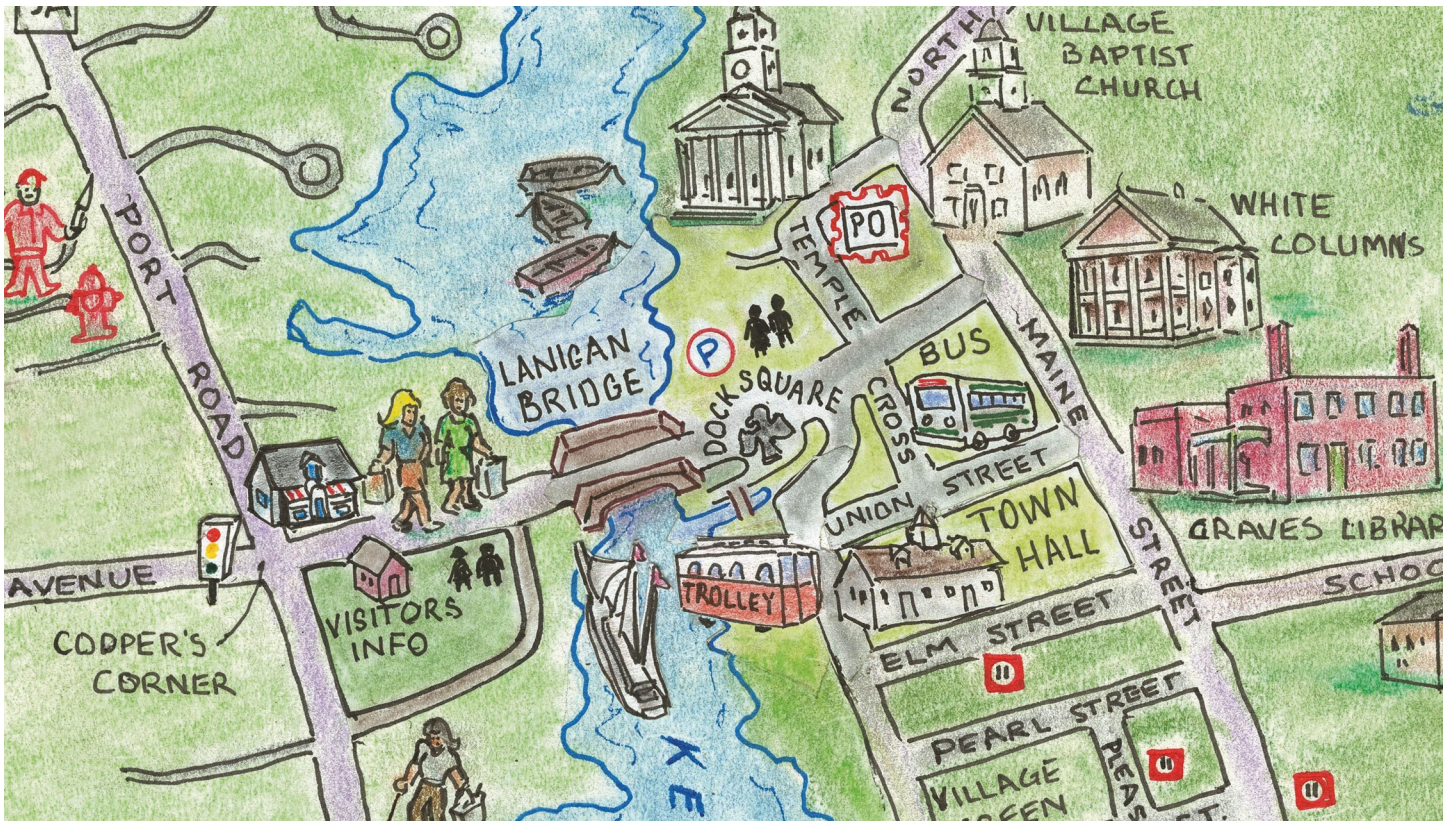 NORTH
VILLAGE
BAPTIST
CHURCH
PORT
ROAD
PO
WHITE
COLUMNS
TEMPLE
P
MAINE
STREET
BUS
LANIGAN
BRIDGE
DOCK SQUARE
CROSS
UNION STREET
TOWN
HALL
GRAVES LIBRAR
AVENUE
VISITORS
INFO
TROLLEY
SCHOO
COOPER'S
CORNER
ELM STREET
PEARL STREET
KE
PLEAS
VILLAGE
GREEN
ST.